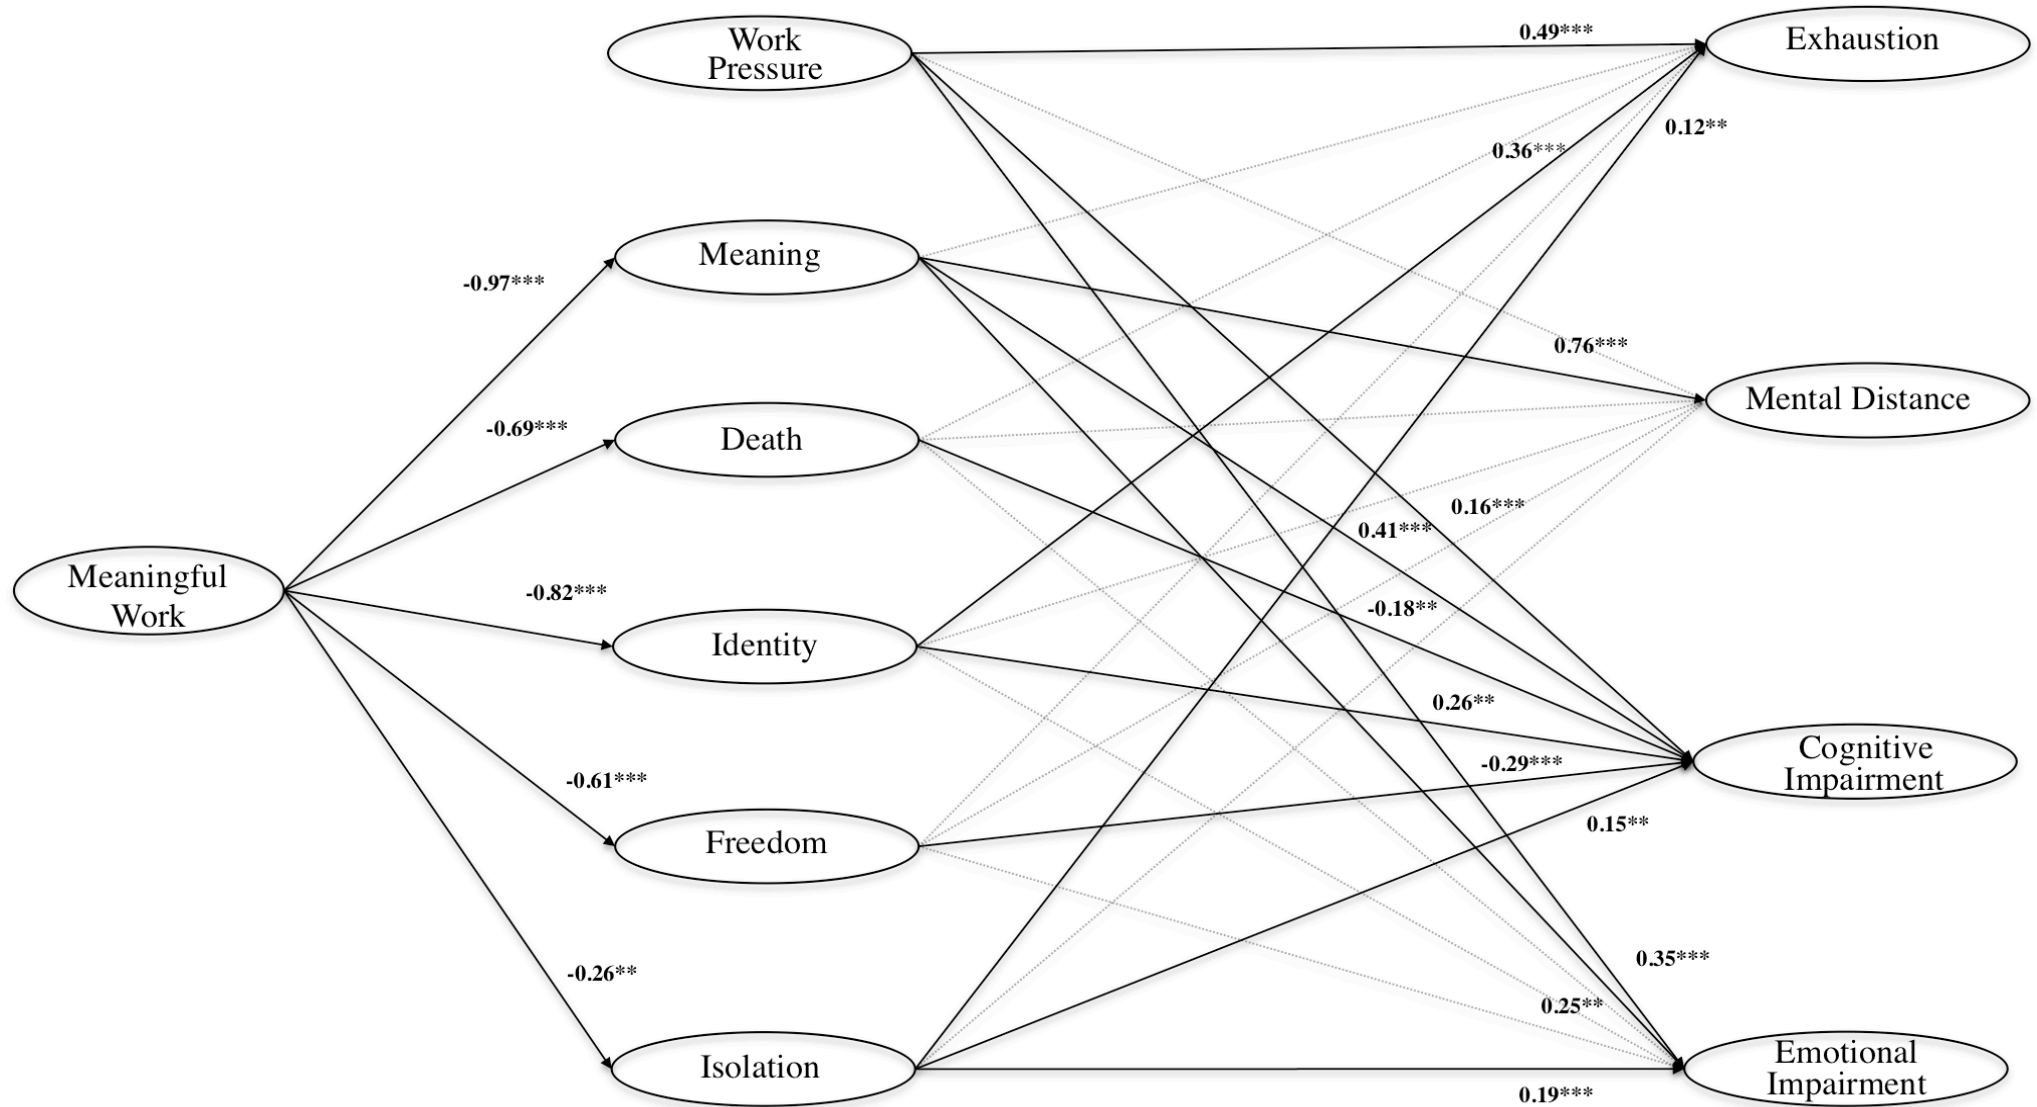 Work
Pressure
0.49***
Exhaustion
0.12**
0.36***
Meaning
-0.97***
0.76***
Mental Distance
-0.69***
Death
0.16***
0.41***
Meaningful
Work
-0.82***
-0.18**
Identity
0.26**
-0.29***
Cognitive
Impairment
-0.61***
0.15**
Freedom
0.35***
-0.26**
0.25**
Isolation
Emotional
Impairment
0.19***